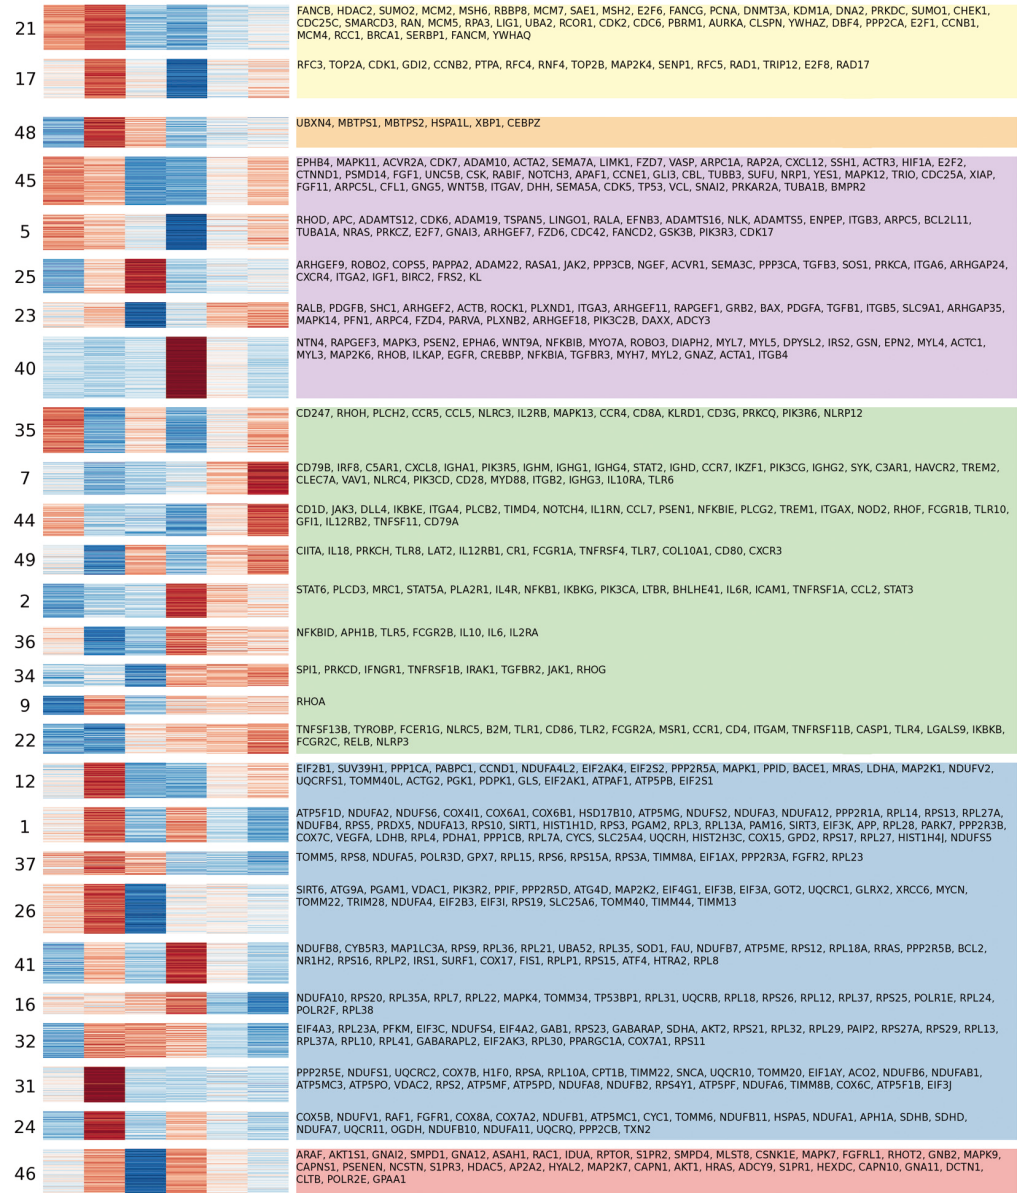 21
FANCB, HDAC2, SUMO2, MCM2, MSH6, RBBP8, MCM7, SAE1, MSH2, E2F6, FANCG, PCNA, DNMT3A, KDM1A, DNA2, PRKDC, SUMO1, CHEK1,
CDC25C, SMARCD3, RAN, MCM5, RPA3, LIG1, UBA2, RCOR1, CDK2, CDC6, PBRM1, AURKA, CLSPN, YWHAZ, DBF4, PPP2CA, E2F1, CCNB1,
MCM4, RCC1, BRCA1, SERBP1, FANCM, YWHAQ
17
RFC3, TOP2A, CDK1, GDI2, CCNB2, PTPA, RFC4, RNF4, TOP2B, MAP2K4, SENP1, RFC5, RAD1, TRIP12, E2F8, RAD17
48
UBXN4, MBTPS1, MBTPS2, HSPA1L, XBP1, CEBPZ
45
EPHB4, MAPK11, ACVR2A, CDK7, ADAM10, ACTA2, SEMA7A, LIMK1, FZD7, VASP, ARPC1A, RAP2A, CXCL12, SSH1, ACTR3, HIF1A, E2F2,
CTNND1, PSMD14, FGF1, UNC5B, CSK, RABIF, NOTCH3, APAF1, CCNE1, GLI3, CBL, TUBB3, SUFU, NRP1, YES1, MAPK12, TRIO, CDC25A, XIAP,
FGF11, ARPC5L, CFL1, GNG5, WNT5B, ITGAV, DHH, SEMA5A, CDK5, TP53, VCL, SNAI2, PRKAR2A, TUBA1B, BMPR2
5
RHOD, APC, ADAMTS12, CDK6, ADAM19, TSPAN5, LINGO1, RALA, EFNB3, ADAMTS16, NLK, ADAMTS5, ENPEP, ITGB3, ARPC5, BCL2L11,
TUBA1A, NRAS, PRKCZ, E2F7, GNAI3, ARHGEF7, FZD6, CDC42, FANCD2, GSK3B, PIK3R3, CDK17
25
ARHGEF9, ROBO2, COPS5, PAPPA2, ADAM22, RASA1, JAK2, PPP3CB, NGEF, ACVR1, SEMA3C, PPP3CA, TGFB3, SOS1, PRKCA, ITGA6, ARHGAP24,
CXCR4, ITGA2, IGF1, BIRC2, FRS2, KL
23
RALB, PDGFB, SHC1, ARHGEF2, ACTB, ROCK1, PLXND1, ITGA3, ARHGEF11, RAPGEF1, GRB2, BAX, PDGFA, TGFB1, ITGB5, SLC9A1, ARHGAP35,
MAPK14, PFN1, ARPC4, FZD4, PARVA, PLXNB2, ARHGEF18, PIK3C2B, DAXX, ADCY3
40
NTN4, RAPGEF3, MAPK3, PSEN2, EPHA6, WNT9A, NFKBIB, MYO7A, ROBO3, DIAPH2, MYL7, MYL5, DPYSL2, IRS2, GSN, EPN2, MYL4, ACTC1,
MYL3, MAP2K6, RHOB, ILKAP, EGFR, CREBBP, NFKBIA, TGFBR3, MYH7, MYL2, GNAZ, ACTA1, ITGB4
35
CD247, RHOH, PLCH2, CCR5, CCL5, NLRC3, IL2RB, MAPK13, CCR4, CD8A, KLRD1, CD3G, PRKCQ, PIK3R6, NLRP12
7
CD79B, IRF8, C5AR1, CXCL8, IGHA1, PIK3R5, IGHM, IGHG1, IGHG4, STAT2, IGHD, CCR7, IKZF1, PIK3CG, IGHG2, SYK, C3AR1, HAVCR2, TREM2,
CLEC7A, VAV1, NLRC4, PIK3CD, CD28, MYD88, ITGB2, IGHG3, IL10RA, TLR6
44
CD1D, JAK3, DLL4, IKBKE, ITGA4, PLCB2, TIMD4, NOTCH4, IL1RN, CCL7, PSEN1, NFKBIE, PLCG2, TREM1, ITGAX, NOD2, RHOF, FCGR1B, TLR10,
GFI1, IL12RB2, TNFSF11, CD79A
49
CIITA, IL18, PRKCH, TLR8, LAT2, IL12RB1, CR1, FCGR1A, TNFRSF4, TLR7, COL10A1, CD80, CXCR3
2
STAT6, PLCD3, MRC1, STAT5A, PLA2R1, IL4R, NFKB1, IKBKG, PIK3CA, LTBR, BHLHE41, IL6R, ICAM1, TNFRSF1A, CCL2, STAT3
36
NFKBID, APH1B, TLR5, FCGR2B, IL10, IL6, IL2RA
34
SPI1, PRKCD, IFNGR1, TNFRSF1B, IRAK1, TGFBR2, JAK1, RHOG
9
RHOA
22
TNFSF13B, TYROBP, FCER1G, NLRC5, B2M, TLR1, CD86, TLR2, FCGR2A, MSR1, CCR1, CD4, ITGAM, TNFRSF11B, CASP1, TLR4, LGALS9, IKBKB,
FCGR2C, RELB, NLRP3
12
EIF2B1, SUV39H1, PPP1CA, PABPC1, CCND1, NDUFA4L2, EIF2AK4, EIF2S2, PPP2R5A, MAPK1, PPID, BACE1, MRAS, LDHA, MAP2K1, NDUFV2,
UQCRFS1, TOMM40L, ACTG2, PGK1, PDPK1, GLS, EIF2AK1, ATPAF1, ATP5PB, EIF2S1
1
ATP5F1D, NDUFA2, NDUFS6, COX4I1, COX6A1, COX6B1, HSD17B10, ATP5MG, NDUFS2, NDUFA3, NDUFA12, PPP2R1A, RPL14, RPS13, RPL27A,
NDUFB4, RPS5, PRDX5, NDUFA13, RPS10, SIRT1, HIST1H1D, RPS3, PGAM2, RPL3, RPL13A, PAM16, SIRT3, EIF3K, APP, RPL28, PARK7, PPP2R3B,
COX7C, VEGFA, LDHB, RPL4, PDHA1, PPP1CB, RPL7A, CYCS, SLC25A4, UQCRH, HIST2H3C, COX15, GPD2, RPS17, RPL27, HIST1H4J, NDUFS5
37
TOMM5, RPS8, NDUFA5, POLR3D, GPX7, RPL15, RPS6, RPS15A, RPS3A, TIMM8A, EIF1AX, PPP2R3A, FGFR2, RPL23
26
SIRT6, ATG9A, PGAM1, VDAC1, PIK3R2, PPIF, PPP2R5D, ATG4D, MAP2K2, EIF4G1, EIF3B, EIF3A, GOT2, UQCRC1, GLRX2, XRCC6, MYCN,
TOMM22, TRIM28, NDUFA4, EIF2B3, EIF3I, RPS19, SLC25A6, TOMM40, TIMM44, TIMM13
41
NDUFB8, CYB5R3, MAP1LC3A, RPS9, RPL36, RPL21, UBA52, RPL35, SOD1, FAU, NDUFB7, ATP5ME, RPS12, RPL18A, RRAS, PPP2R5B, BCL2,
NR1H2, RPS16, RPLP2, IRS1, SURF1, COX17, FIS1, RPLP1, RPS15, ATF4, HTRA2, RPL8
16
NDUFA10, RPS20, RPL35A, RPL7, RPL22, MAPK4, TOMM34, TP53BP1, RPL31, UQCRB, RPL18, RPS26, RPL12, RPL37, RPS25, POLR1E, RPL24,
POLR2F, RPL38
32
EIF4A3, RPL23A, PFKM, EIF3C, NDUFS4, EIF4A2, GAB1, RPS23, GABARAP, SDHA, AKT2, RPS21, RPL32, RPL29, PAIP2, RPS27A, RPS29, RPL13,
RPL37A, RPL10, RPL41, GABARAPL2, EIF2AK3, RPL30, PPARGC1A, COX7A1, RPS11
31
PPP2R5E, NDUFS1, UQCRC2, COX7B, H1F0, RPSA, RPL10A, CPT1B, TIMM22, SNCA, UQCR10, TOMM20, EIF1AY, ACO2, NDUFB6, NDUFAB1,
ATP5MC3, ATP5PO, VDAC2, RPS2, ATP5MF, ATP5PD, NDUFA8, NDUFB2, RPS4Y1, ATP5PF, NDUFA6, TIMM8B, COX6C, ATP5F1B, EIF3J
24
COX5B, NDUFV1, RAF1, FGFR1, COX8A, COX7A2, NDUFB1, ATP5MC1, CYC1, TOMM6, NDUFB11, HSPA5, NDUFA1, APH1A, SDHB, SDHD,
NDUFA7, UQCR11, OGDH, NDUFB10, NDUFA11, UQCRQ, PPP2CB, TXN2
46
ARAF, AKT1S1, GNAI2, SMPD1, GNA12, ASAH1, RAC1, IDUA, RPTOR, S1PR2, SMPD4, MLST8, CSNK1E, MAPK7, FGFRL1, RHOT2, GNB2, MAPK9,
CAPNS1, PSENEN, NCSTN, S1PR3, HDAC5, AP2A2, HYAL2, MAP2K7, CAPN1, AKT1, HRAS, ADCY9, S1PR1, HEXDC, CAPN10, GNA11, DCTN1,
CLTB, POLR2E, GPAA1